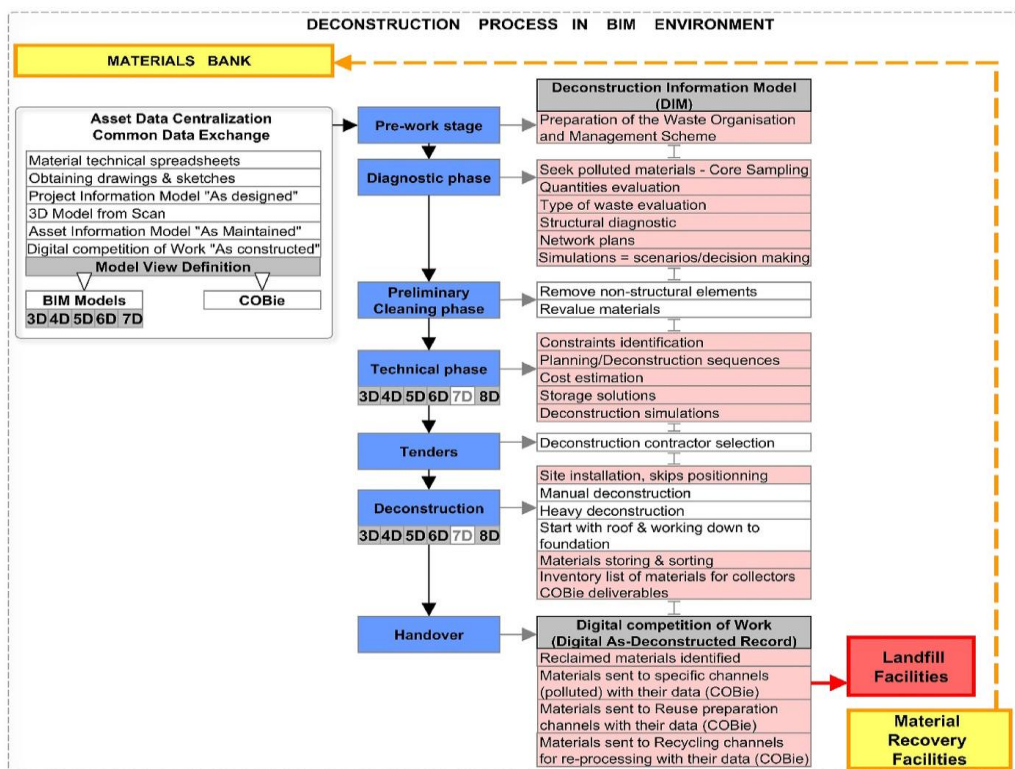 DECONSTRUCTION PROCESS IN BIM ENVIRONMENT
MATERIALS BANK
Asset Data Centralization
Common Data Exchange
Material technical spreadsheets
Obtaining drawings & sketches
Project Information Model "As designed"
3D Model from Scan
Asset Information Model "As Maintained"
Digital competition of Work "As constructed"
Model View Definition
BIM Models
3D 4D 5D 6D 7D
COBie
Pre-work stage
Deconstruction Information Model
(DIM)
Preparation of the Waste Organisation
and Management Scheme
Diagnostic phase
Seek polluted materials - Core Sampling
Quantities evaluation
Type of waste evaluation
Structural diagnostic
Network plans
Simulations = scenarios/decision making
Preliminary
Cleaning phase
Remove non-structural elements
Revalue materials
Technical phase
3D 4D 5D 6D 7D 8D
Constraints identification
Planning/Deconstruction sequences
Cost estimation
Storage solutions
Deconstruction simulations
Tenders
Deconstruction contractor selection
Deconstruction
3D 4D 5D 6D 7D 8D
Site installation, skips positionning
Manual deconstruction
Heavy deconstruction
Start with roof & working down to
foundation
Materials storing & sorting
Inventory list of materials for collectors
COBie deliverables
Handover
Digital competition of Work
(Digital As-Deconstructed Record)
Reclaimed materials identified
Materials sent to specific channels
(polluted) with their data (COBie)
Materials sent to Reuse preparation
channels with their data (COBie)
Materials sent to Recycling channels
for re-processing with their data (COBie)
Landfill
Facilities
Material
Recovery
Facilities